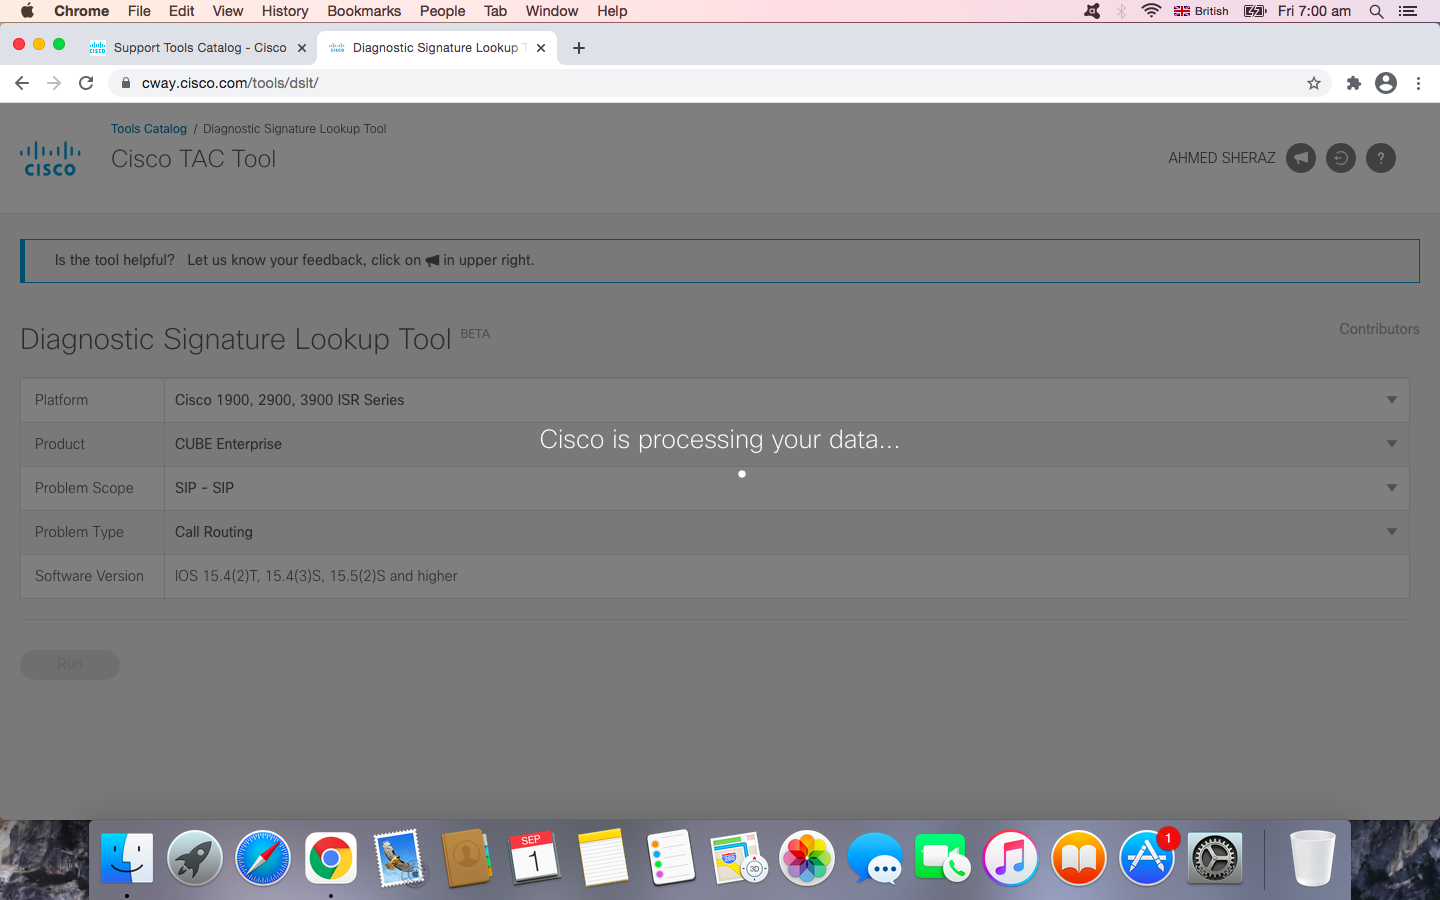 Chrome File Edit View History Bookmarks People Tab Window Help British Fri 7:00 am
Support Tools Catalog - Cisco Diagnostic Signature Lookup T
cway.cisco.com/tools/dslt/
Tools Catalog / Diagnostic Signature Lookup Tool
CISCO
Cisco TAC Tool
AHMED SHERAZ ?
Is the tool helpful? Let us know your feedback, click on in upper right.
Diagnostic Signature Lookup Tool BETA
Contributors
Platform Cisco 1900, 2900, 3900 ISR Series
Product CUBE Enterprise
Problem Scope SIP - SIP
Problem Type Call Routing
Software Version IOS 15.4(2)T, 15.4(3)S, 15.5(2)S and higher
Cisco is processing your data...
Run
SEP
1
280
3D
1